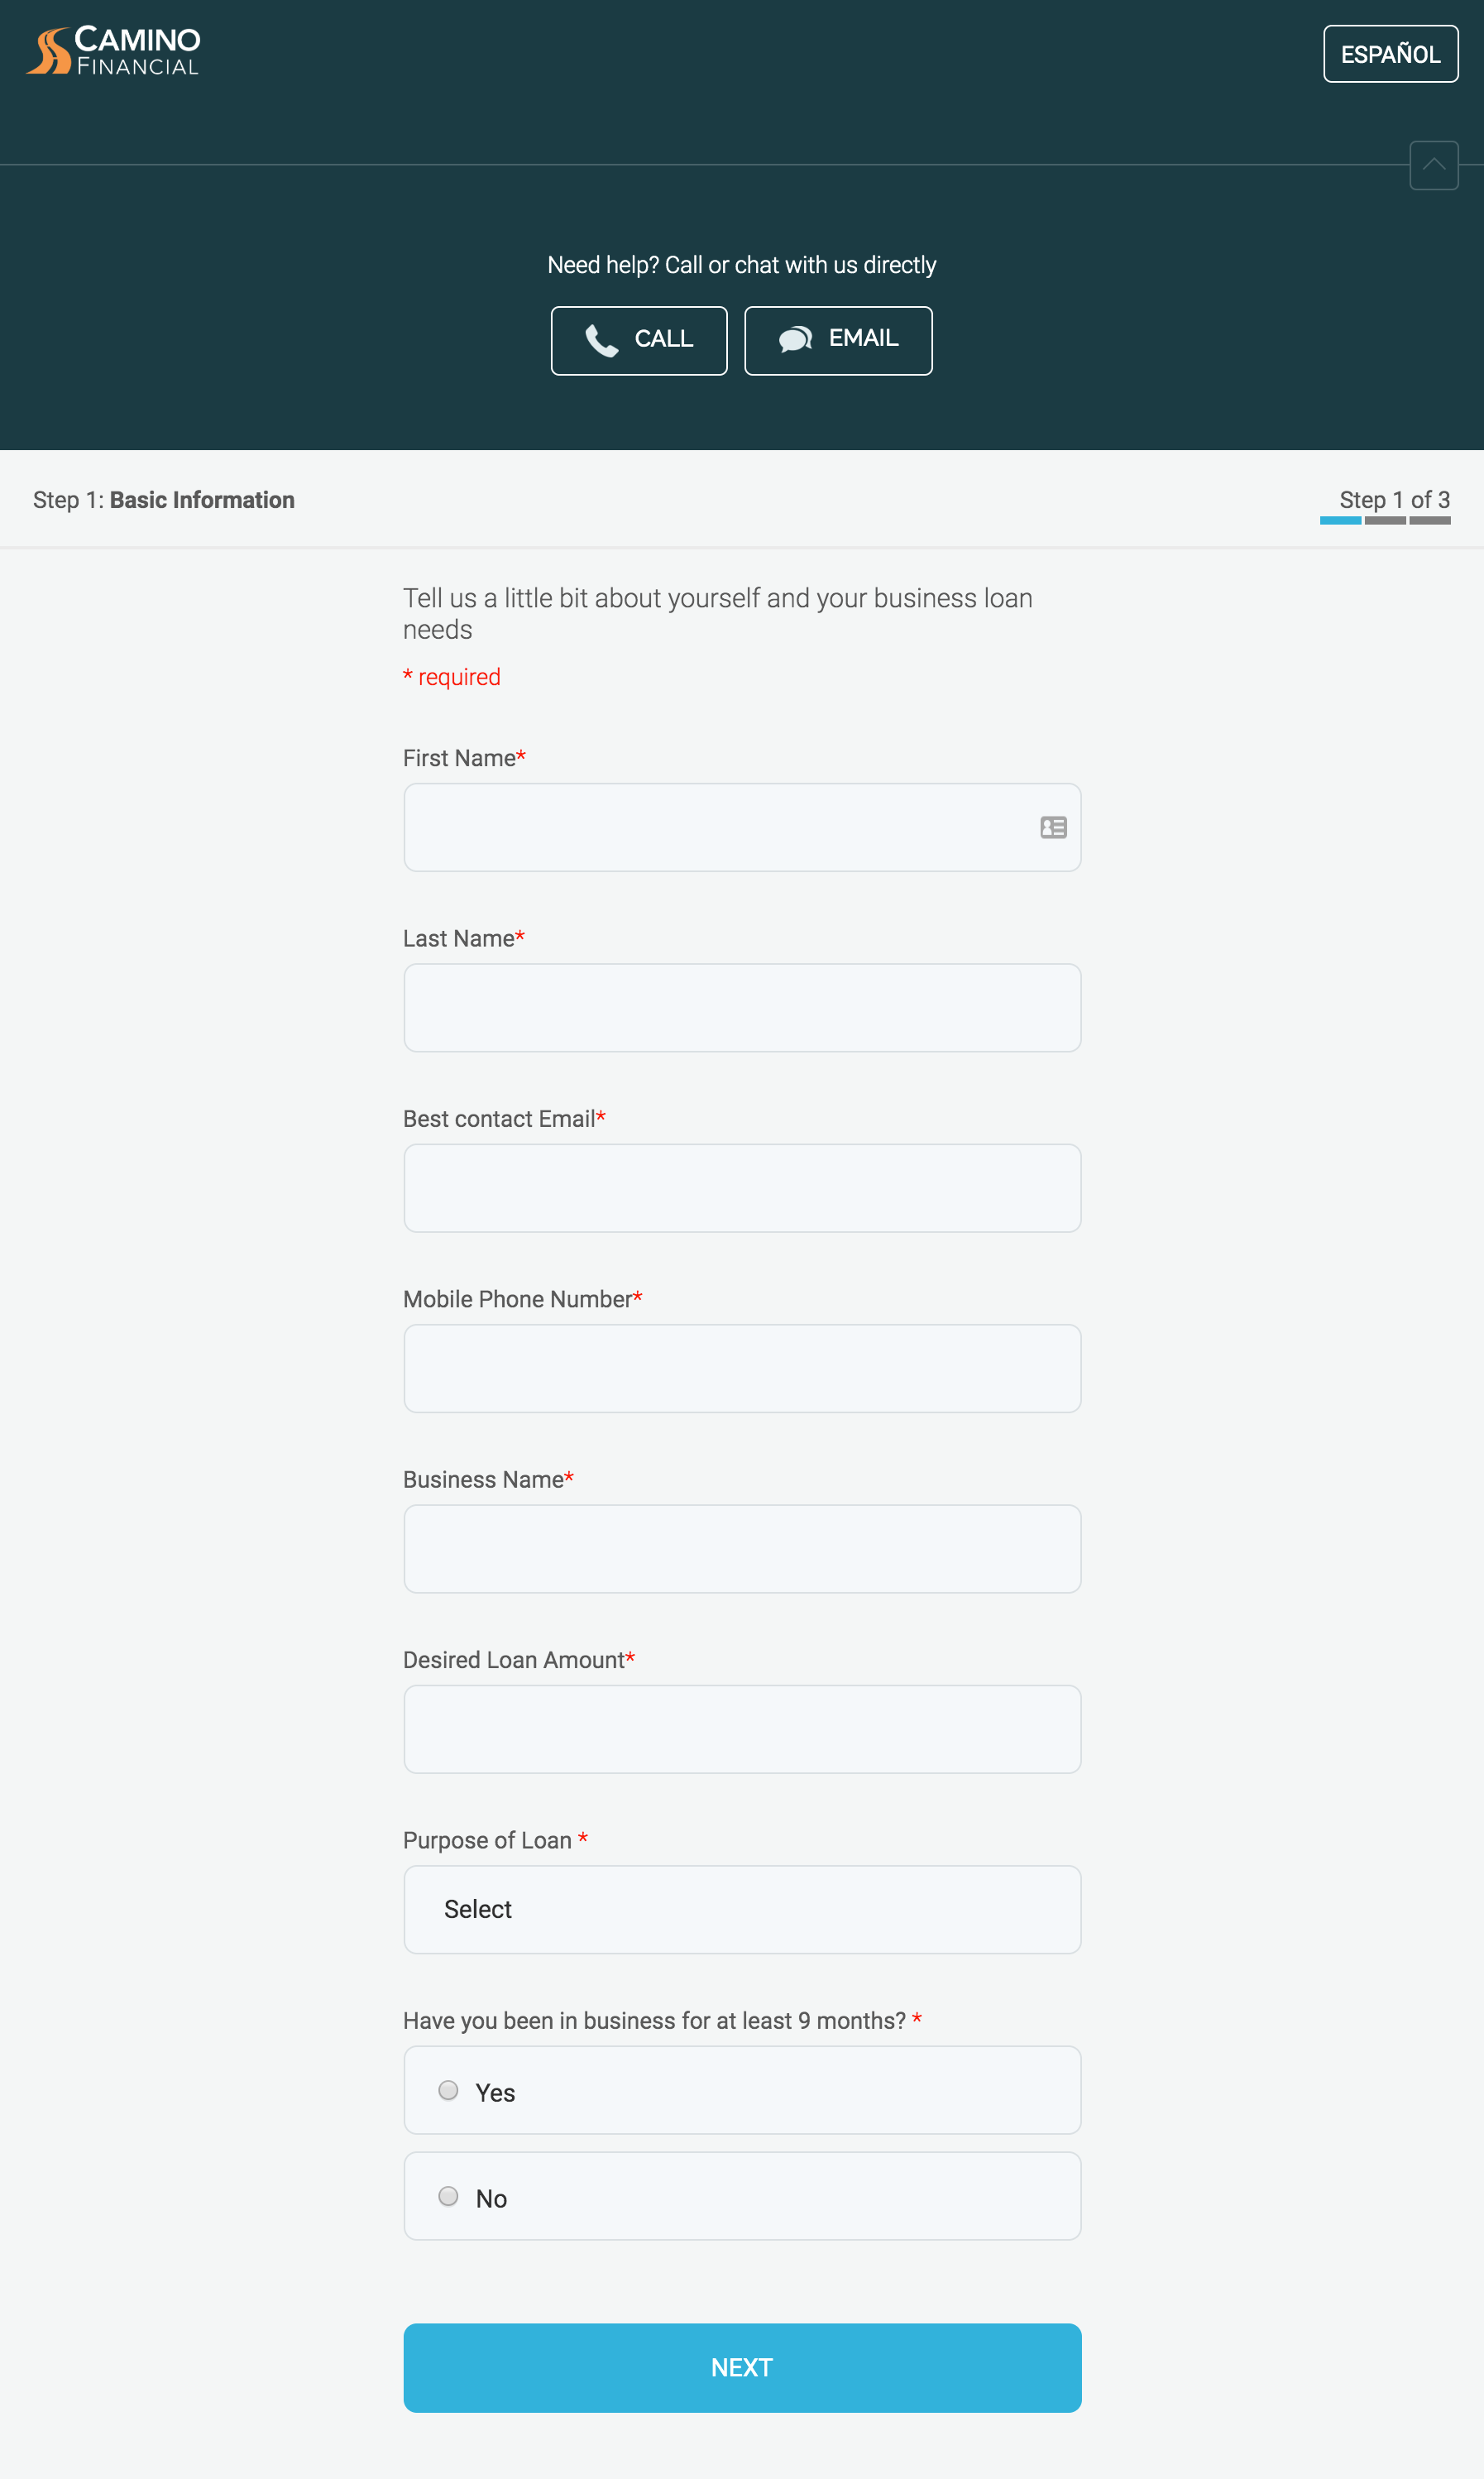 CAMINO
FINANCIAL
ESPAÑOL
Need help? Call or chat with us directly
CALL
EMAIL
Step 1: Basic Information
Step 1 of 3
Tell us a little bit about yourself and your business loan
needs
* required
First Name*
Last Name*
Best contact Email*
Mobile Phone Number*
Business Name*
Desired Loan Amount*
Purpose of Loan *
Select
Have you been in business for at least 9 months? *
Yes
No
NEXT